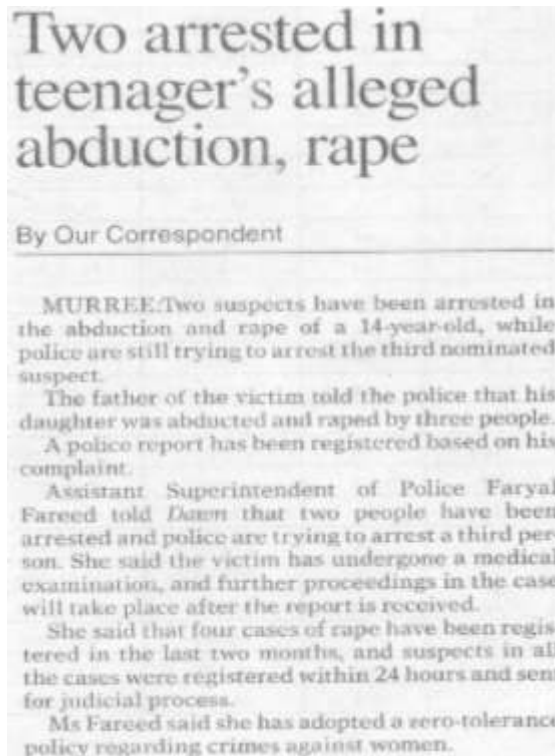 Two arrested in
teenager's alleged
abduction, rape
By Our Correspondent
MURREE:Two suspects have been arrested in
the abduction and rape of a 14-year-old, while
police are still trying to arrest the third nominated
suspect.
The father of the victim told the police that his
daughter was abducted and raped by three people.
A police report has been registered based on his
complaint.
Assistant Superintendent of Police Faryal
Fareed told Dawn that two people have been
arrested and police are trying to arrest a third per-
son. She said the victim has undergone a medical
examination, and further proceedings in the case
will take place after the report is received.
She said that four cases of rape have been regis-
tered in the last two months, and suspects in all
the cases were registered within 24 hours and sent
for judicial process.
Ms Fareed said she has adopted a zero-tolerance
policy regarding crimes against women.